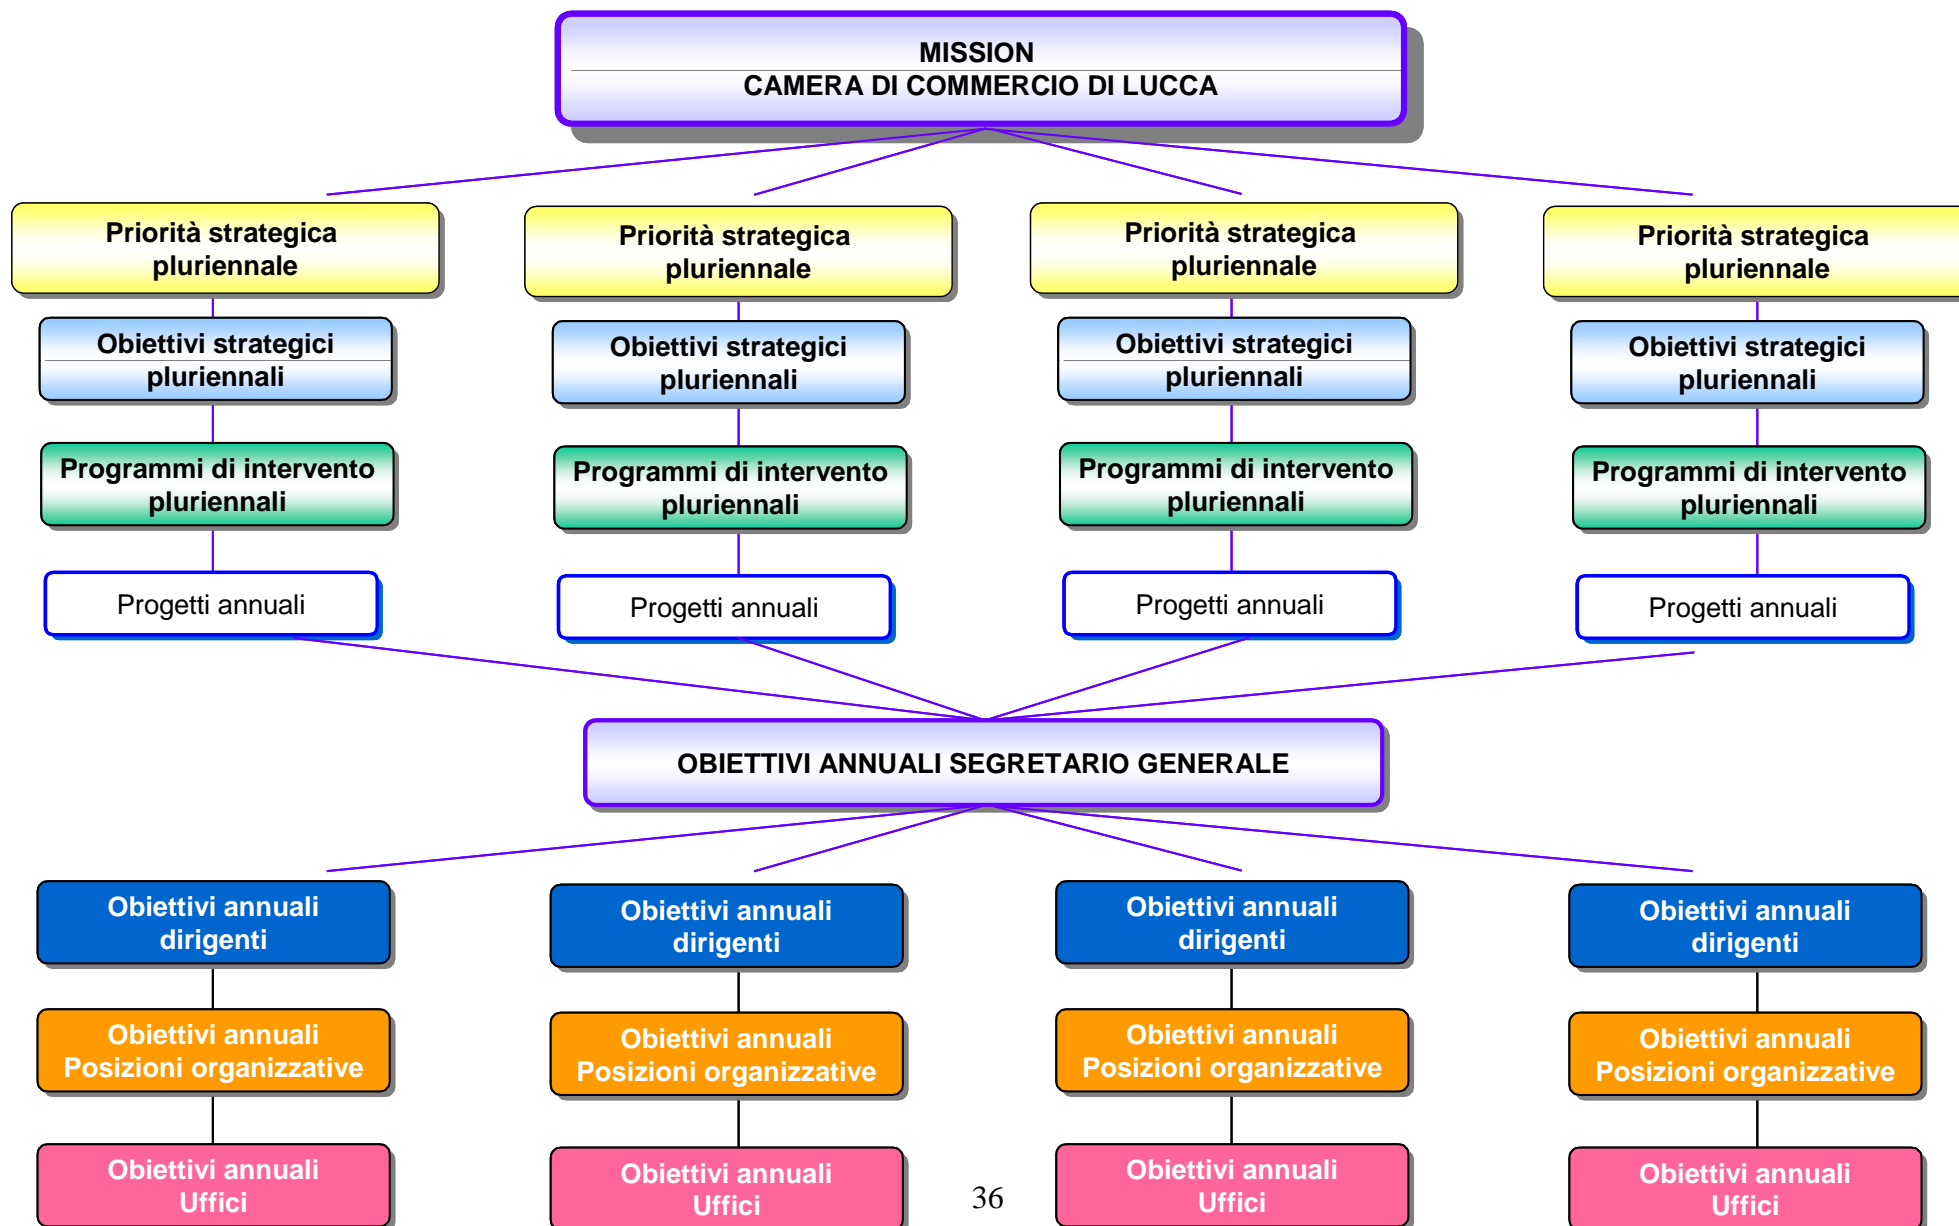 MISSION
CAMERA DI COMMERCIO DI LUCCA
Priorità strategica
pluriennale
Priorità strategica
pluriennale
Priorità strategica
pluriennale
Priorità strategica
pluriennale
Obiettivi strategici
pluriennali
Obiettivi strategici
pluriennali
Obiettivi strategici
pluriennali
Obiettivi strategici
pluriennali
Programmi di intervento
pluriennali
Programmi di intervento
pluriennali
Programmi di intervento
pluriennali
Programmi di intervento
pluriennali
Progetti annuali
Progetti annuali
Progetti annuali
Progetti annuali
OBIETTIVI ANNUALI SEGRETARIO GENERALE
Obiettivi annuali
dirigenti
Obiettivi annuali
dirigenti
Obiettivi annuali
dirigenti
Obiettivi annuali
dirigenti
Obiettivi annuali
Posizioni organizzative
Obiettivi annuali
Posizioni organizzative
Obiettivi annuali
Posizioni organizzative
Obiettivi annuali
Posizioni organizzative
Obiettivi annuali
Uffici
Obiettivi annuali
Uffici
Obiettivi annuali
Uffici
Obiettivi annuali
Uffici
36